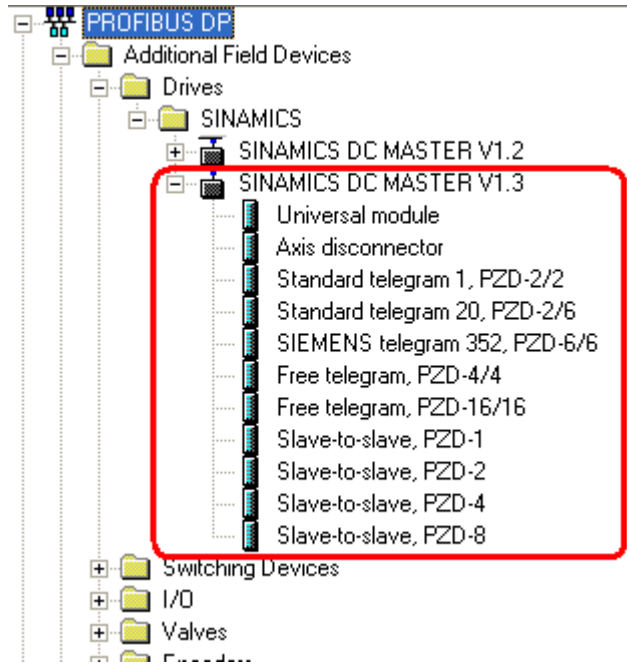 PROFIBUS DP
Additional Field Devices
Drives
SINAMICS
SINAMICS DC MASTER V1.2
SINAMICS DC MASTER V1.3
Universal module
Axis disconnector
Standard telegram 1, PZD-2/2
Standard telegram 20, PZD-2/6
SIEMENS telegram 352, PZD-6/6
Free telegram, PZD-4/4
Free telegram, PZD-16/16
Slave-to-slave, PZD-1
Slave-to-slave, PZD-2
Slave-to-slave, PZD-4
Slave-to-slave, PZD-8
Switching Devices
I/O
Valves